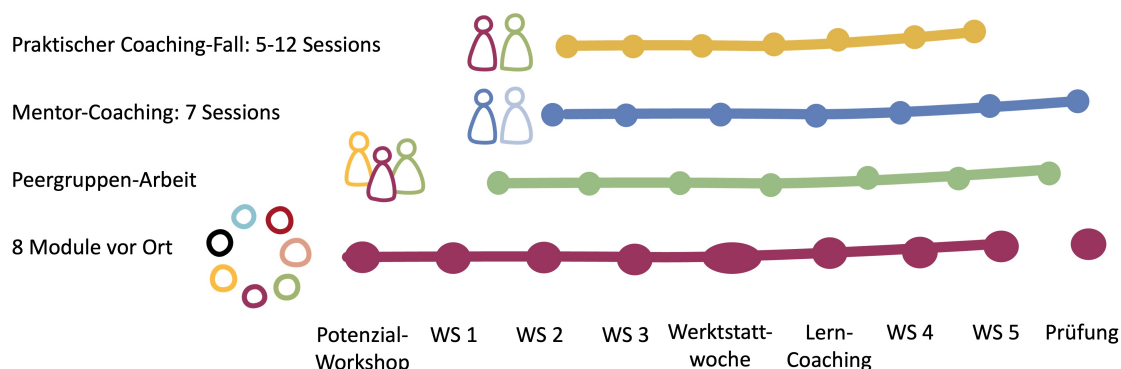 Praktischer Coaching-Fall: 5-12 Sessions
Mentor-Coaching: 7 Sessions
Peergruppen-Arbeit
8 Module vor Ort
Potenzial-
Workshop
WS 1
WS 2
WS 3
Werkstatt-
woche
Lern-
Coaching
WS 4
WS 5
Prüfung